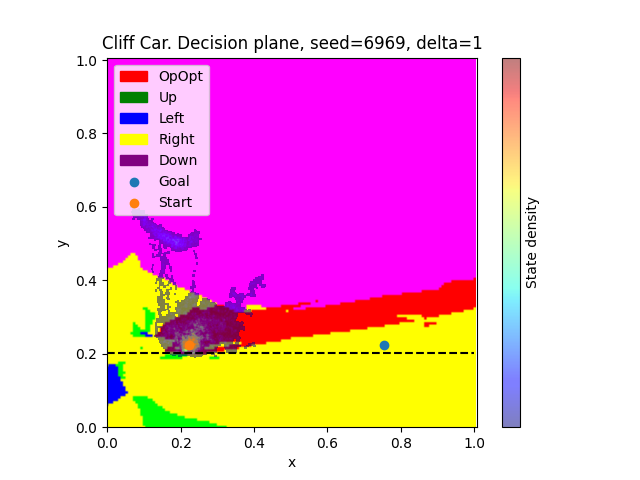 Cliff Car. Decision plane, seed=6969, delta=1
1.0
0.8
0.6
0.4
0.2
0.0
y
OpOpt
Up
Left
Right
Down
Goal
Start
0.0 0.2 0.4 0.6 0.8 1.0
x
State density